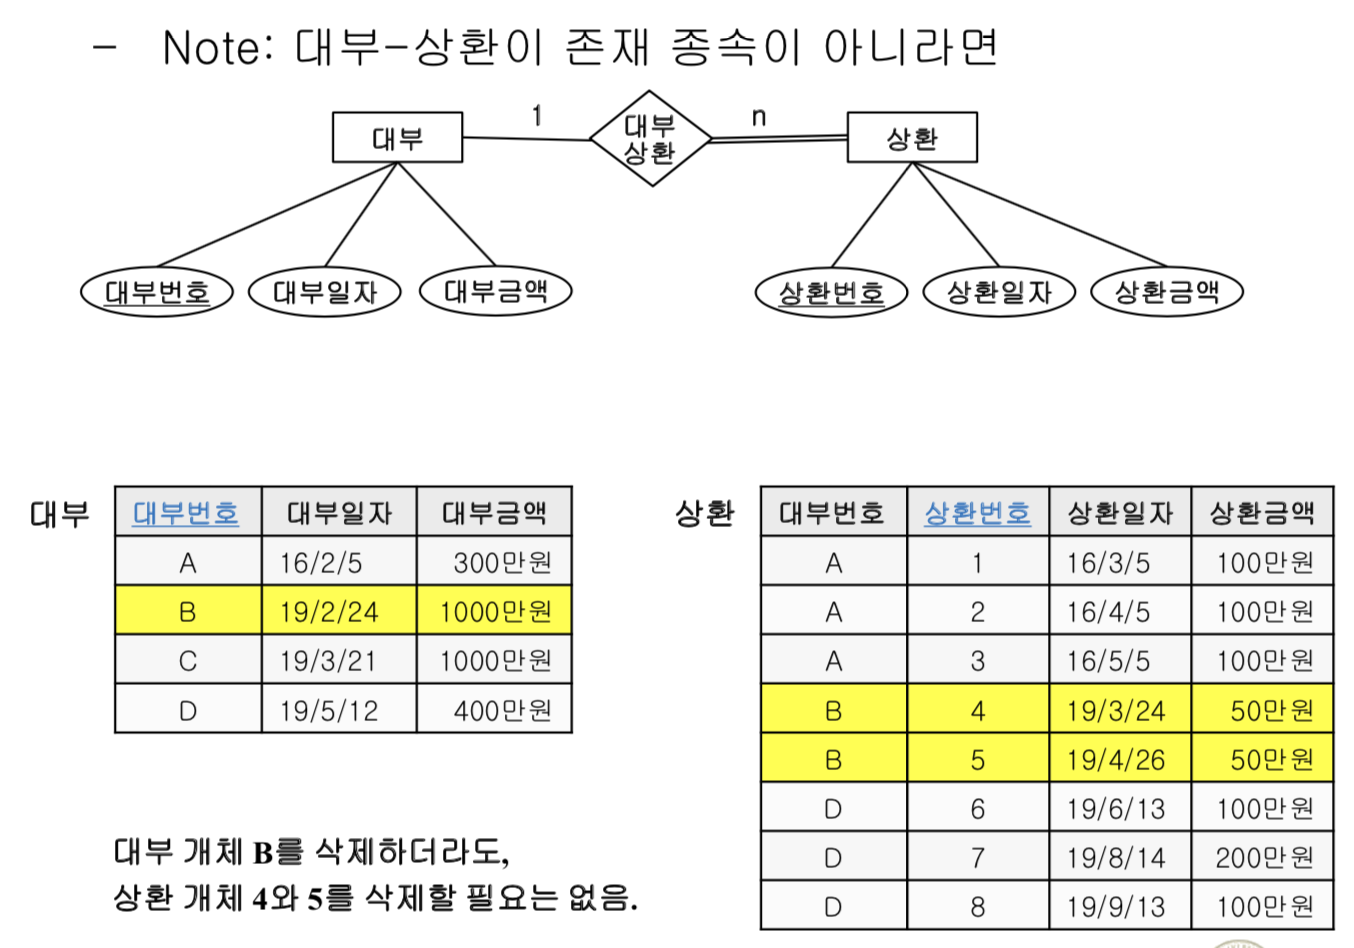 - Note: 대부-상환이 존재 종속이 아니라면
대부 1 대부 상환 n 상환
대부번호 대부일자 대부금액 상환번호 상환일자 상환금액
대부
대부번호 대부일자 대부금액
A 16/2/5 300만원
B 19/2/24 1000만원
C 19/3/21 1000만원
D 19/5/12 400만원
상환
대부번호 상환번호 상환일자 상환금액
A 1 16/3/5 100만원
A 2 16/4/5 100만원
A 3 16/5/5 100만원
B 4 19/3/24 50만원
B 5 19/4/26 50만원
D 6 19/6/13 100만원
D 7 19/8/14 200만원
D 8 19/9/13 100만원
대부 개체 B를 삭제하더라도,
상환 개체 4와 5를 삭제할 필요는 없음.